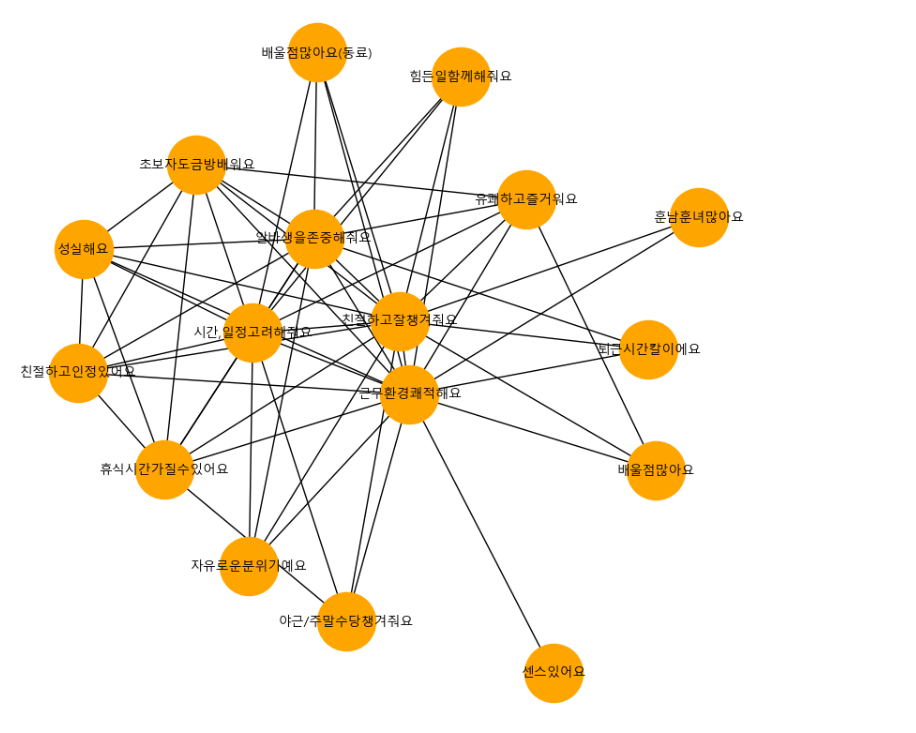 배울점많아요(동료)
힘든일함께해줘요
초보자도금방배워요
유쾌하고즐거워요
훈남훈녀많아요
알바생을존중해줘요
성실해요
친절하고잘챙겨줘요
시간,일정고려해줘요
퇴근시간칼이에요
친절하고인정있어요
근무환경쾌적해요
휴식시간가질수있어요
배울점많아요
자유로운분위기예요
야근/주말수당챙겨줘요
센스있어요